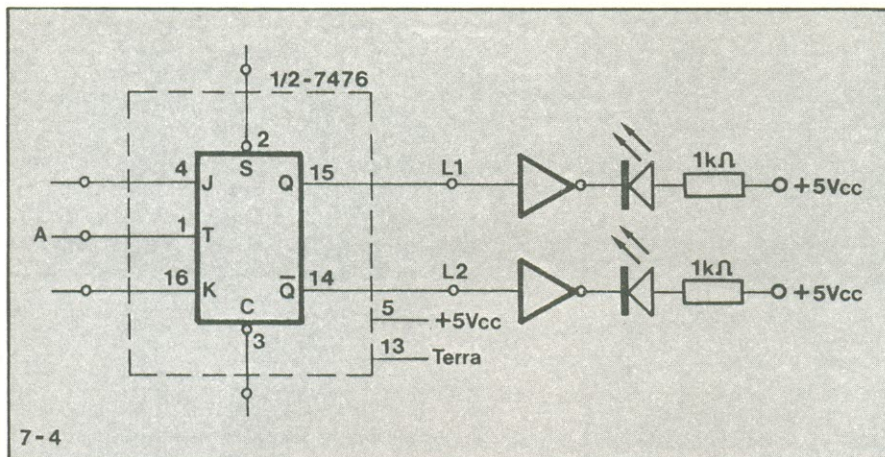 1/2-7476
2
S
4
J
Q
15
L1
1kΩ
+5Vcc
A
1
T
16
K
Q̅
14
L2
1kΩ
+5Vcc
C
3
5
+5Vcc
13
Terra
7-4